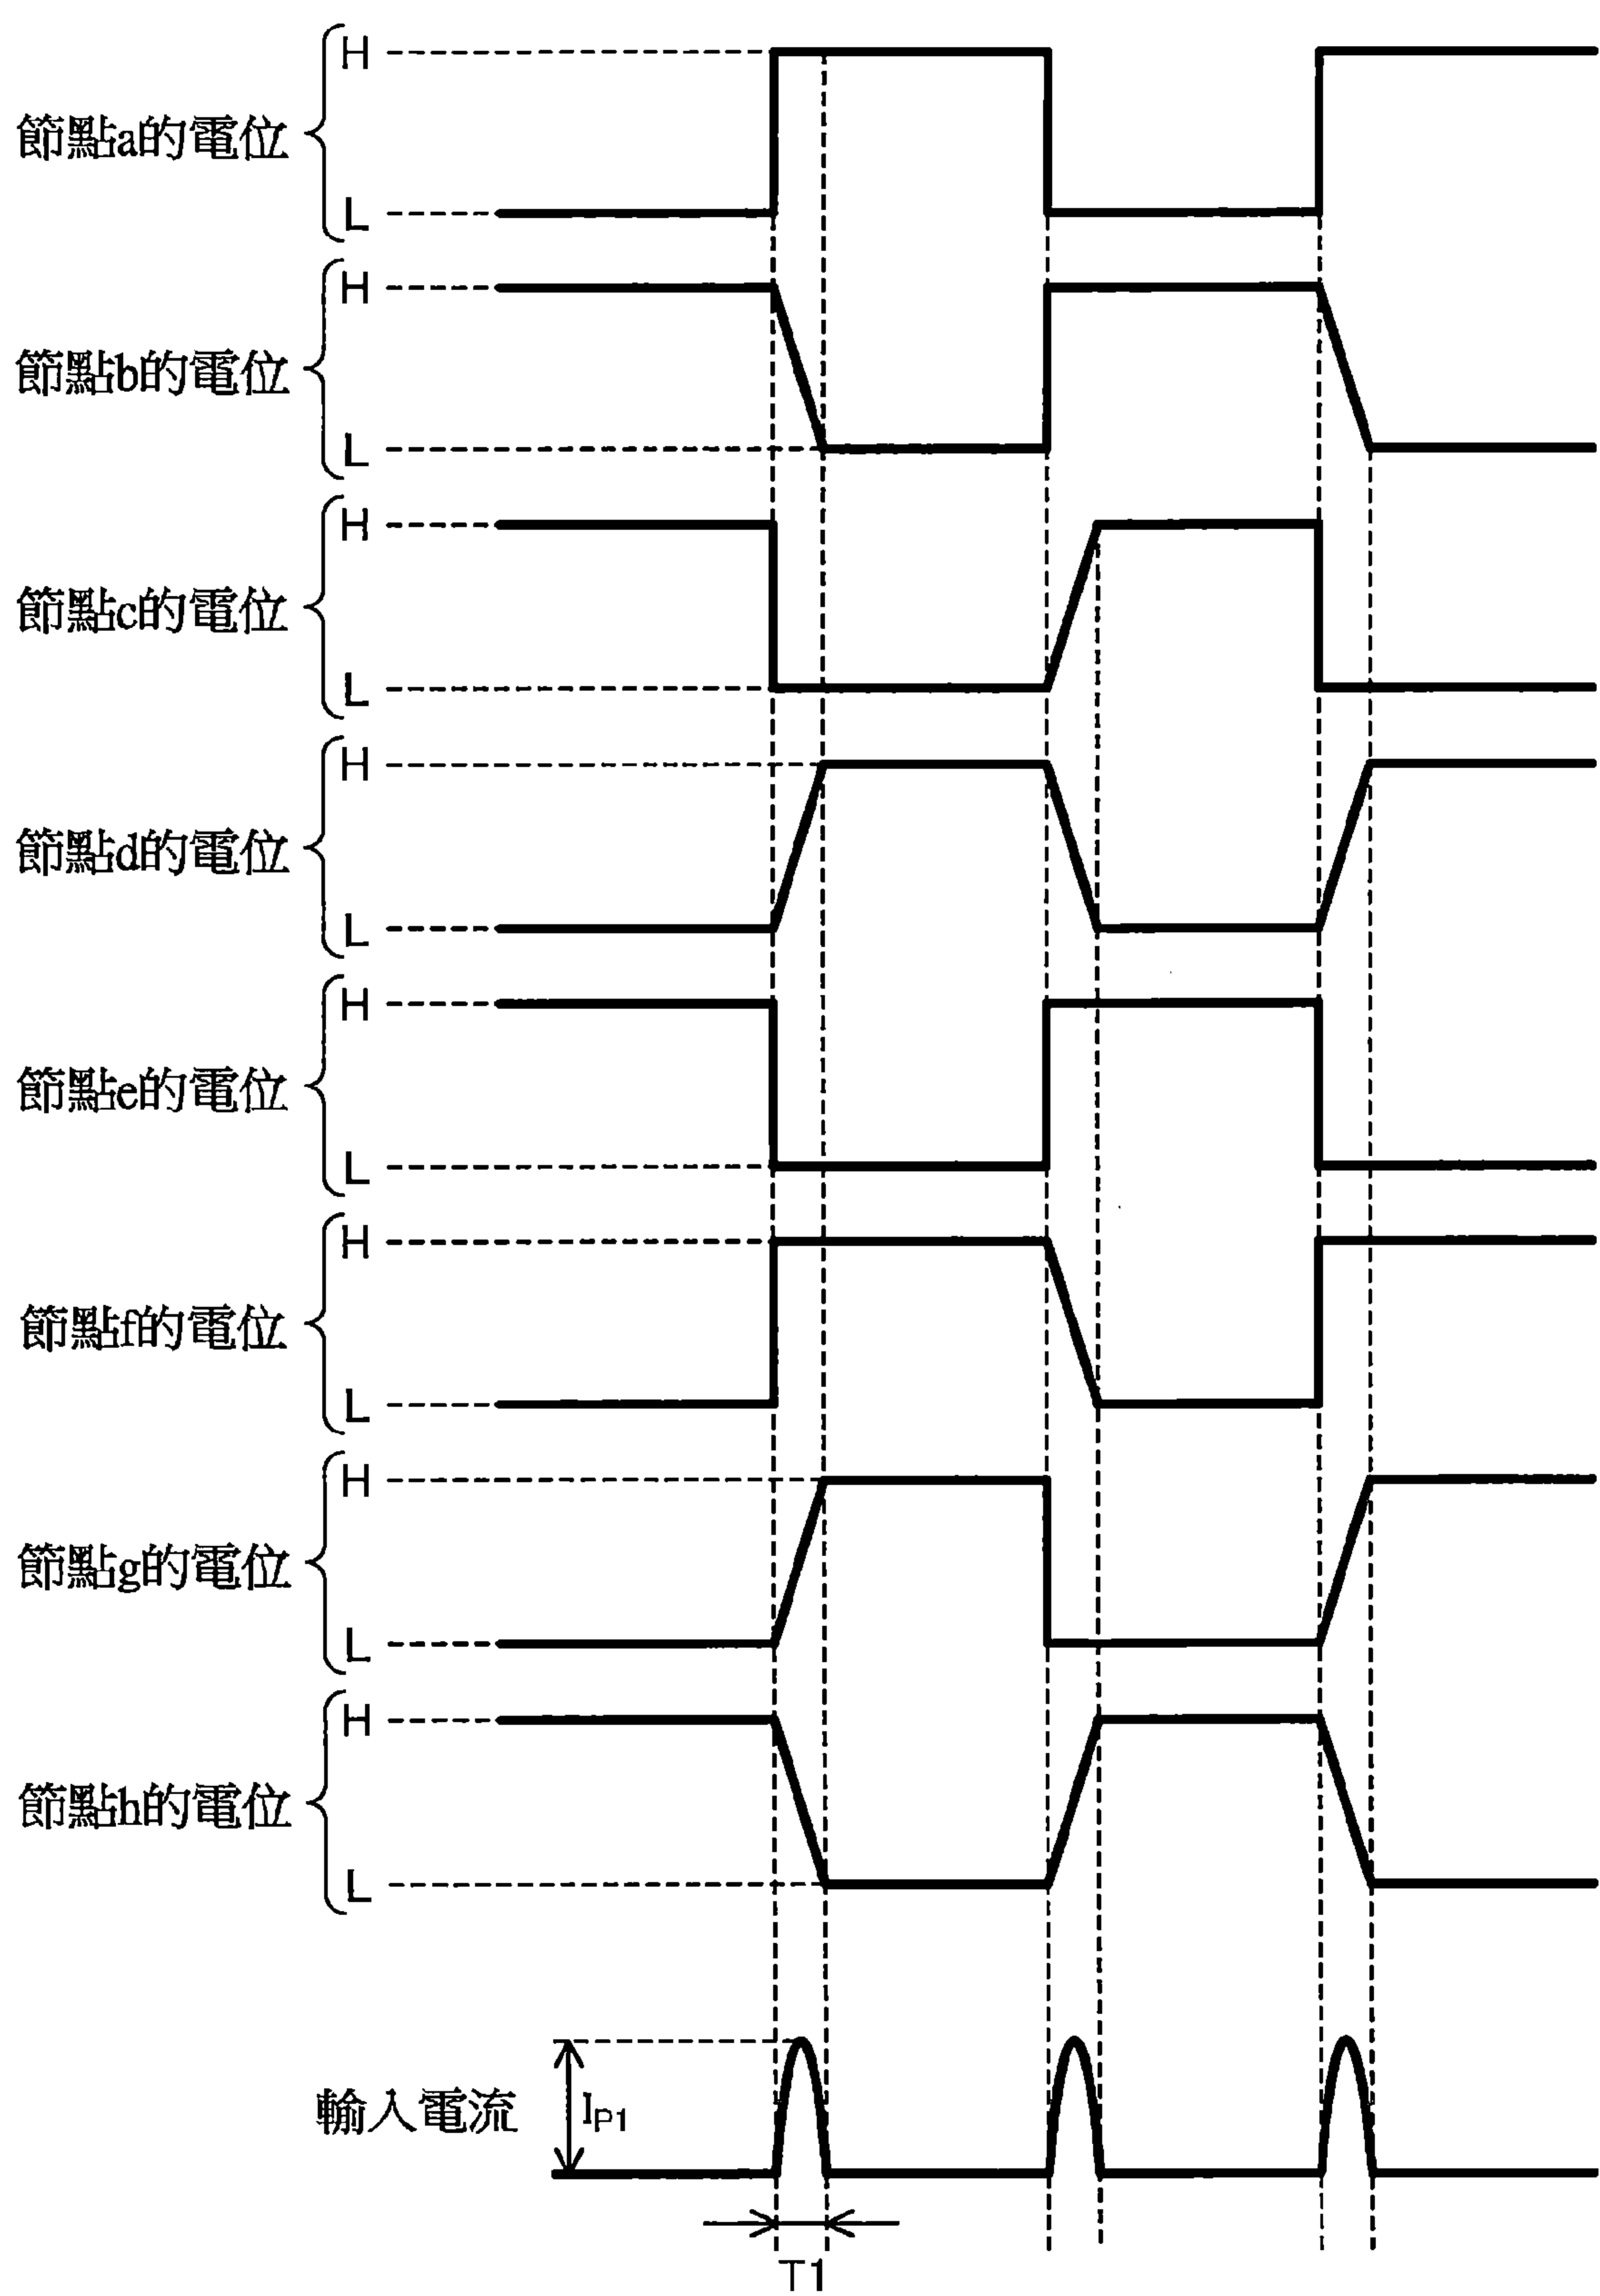 H
節點a的電位
L
H
節點b的電位
L
H
節點c的電位
L
H
節點d的電位
L
H
節點e的電位
L
H
節點f的電位
L
H
節點g的電位
L
H
節點h的電位
L
輸入電流
IP1
T1